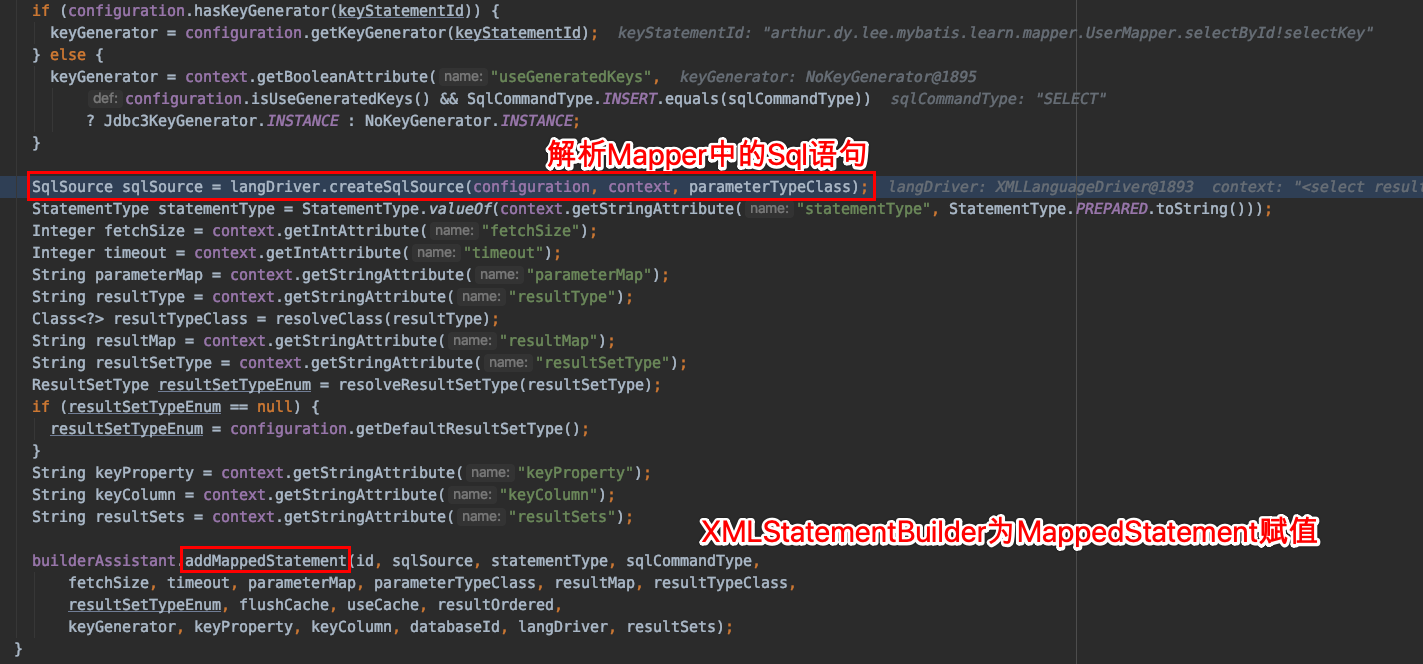 if (configuration.hasKeyGenerator(keyStatementId)) {
keyGenerator = configuration.getKeyGenerator(keyStatementId); keyStatementId: "arthur.dy.lee.mybatis.learn.mapper.UserMapper.selectById!selectKey"
} else {
keyGenerator = context.getBooleanAttribute( name: "useGeneratedKeys", keyGenerator: NoKeyGenerator@1895
def: configuration.isUseGeneratedKeys() && SqlCommandType.INSERT.equals(sqlCommandType)) sqlCommandType: "SELECT"
? Jdbc3KeyGenerator.INSTANCE : NoKeyGenerator.INSTANCE;
}
解析Mapper中的Sql语句
SqlSource sqlSource = langDriver.createSqlSource(configuration, context, parameterTypeClass); langDriver: XMLLanguageDriver@1893 context: "<select result
StatementType statementType = StatementType.valueOf(context.getStringAttribute( name: "statementType", StatementType.PREPARED.toString()));
Integer fetchSize = context.getIntAttribute( name: "fetchSize");
Integer timeout = context.getIntAttribute( name: "timeout");
String parameterMap = context.getStringAttribute( name: "parameterMap");
String resultType = context.getStringAttribute( name: "resultType");
Class<?> resultTypeClass = resolveClass(resultType);
String resultMap = context.getStringAttribute( name: "resultMap");
String resultSetType = context.getStringAttribute( name: "resultSetType");
ResultSetType resultSetTypeEnum = resolveResultSetType(resultSetType);
if (resultSetTypeEnum == null) {
resultSetTypeEnum = configuration.getDefaultResultSetType();
}
String keyProperty = context.getStringAttribute( name: "keyProperty");
String keyColumn = context.getStringAttribute( name: "keyColumn");
String resultSets = context.getStringAttribute( name: "resultSets");
XMLStatementBuilder为MappedStatement赋值
builderAssistant.addMappedStatement(id, sqlSource, statementType, sqlCommandType,
fetchSize, timeout, parameterMap, parameterTypeClass, resultMap, resultTypeClass,
resultSetTypeEnum, flushCache, useCache, resultOrdered,
keyGenerator, keyProperty, keyColumn, databaseId, langDriver, resultSets);
}